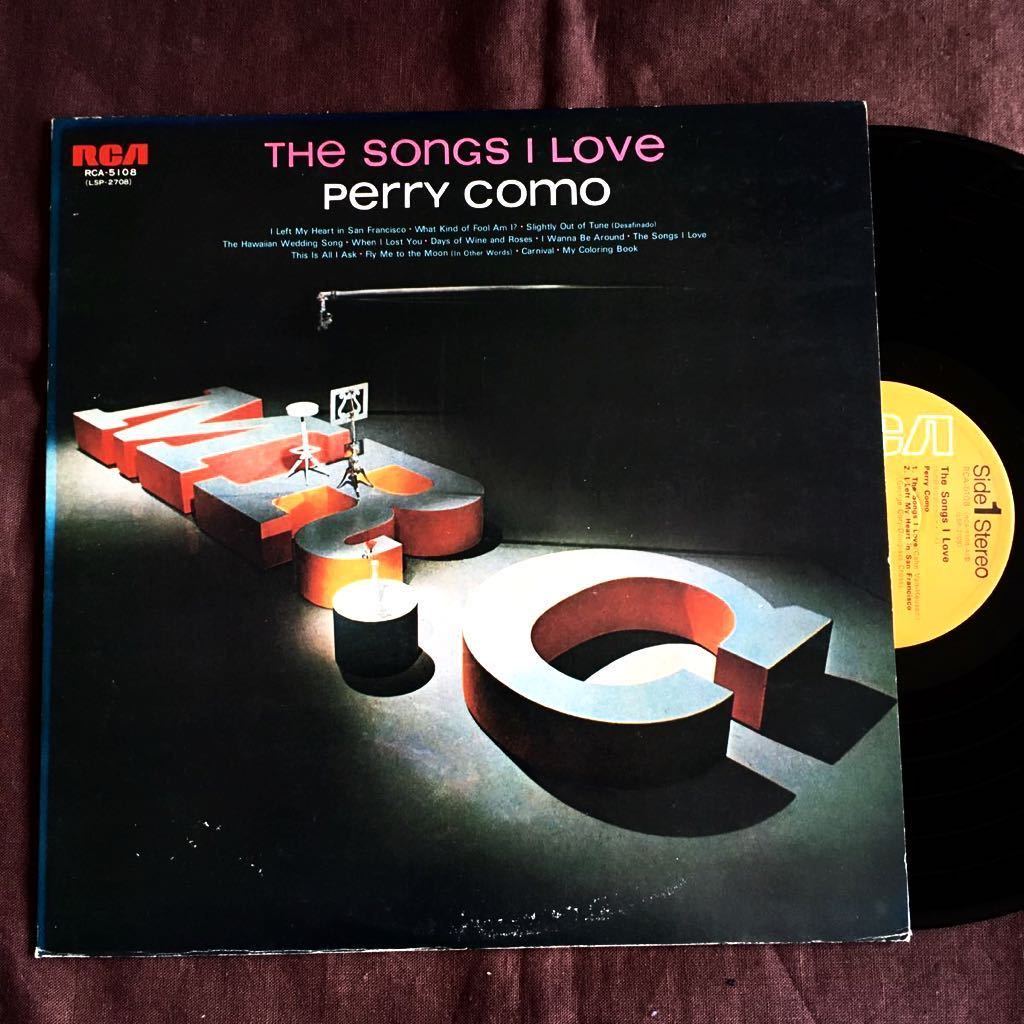 RCA
RCA-5108
(LSP-2708)
THE SONGS I LOVE
PERRY COMO
I Left My Heart in San Francisco • What Kind of Fool Am I? • Slightly Out of Tune (Desafinado)
The Hawaiian Wedding Song • When I Lost You • Days of Wine and Roses • I Wanna Be Around • The Songs I Love
This Is All I Ask • Fly Me to the Moon (In Other Words) • Carnival • My Coloring Book
MR. C
RCA
Side 1 Stereo
The Songs I Love
Perry Como
1. The Songs I Love
2. I Left My Heart in San Francisco